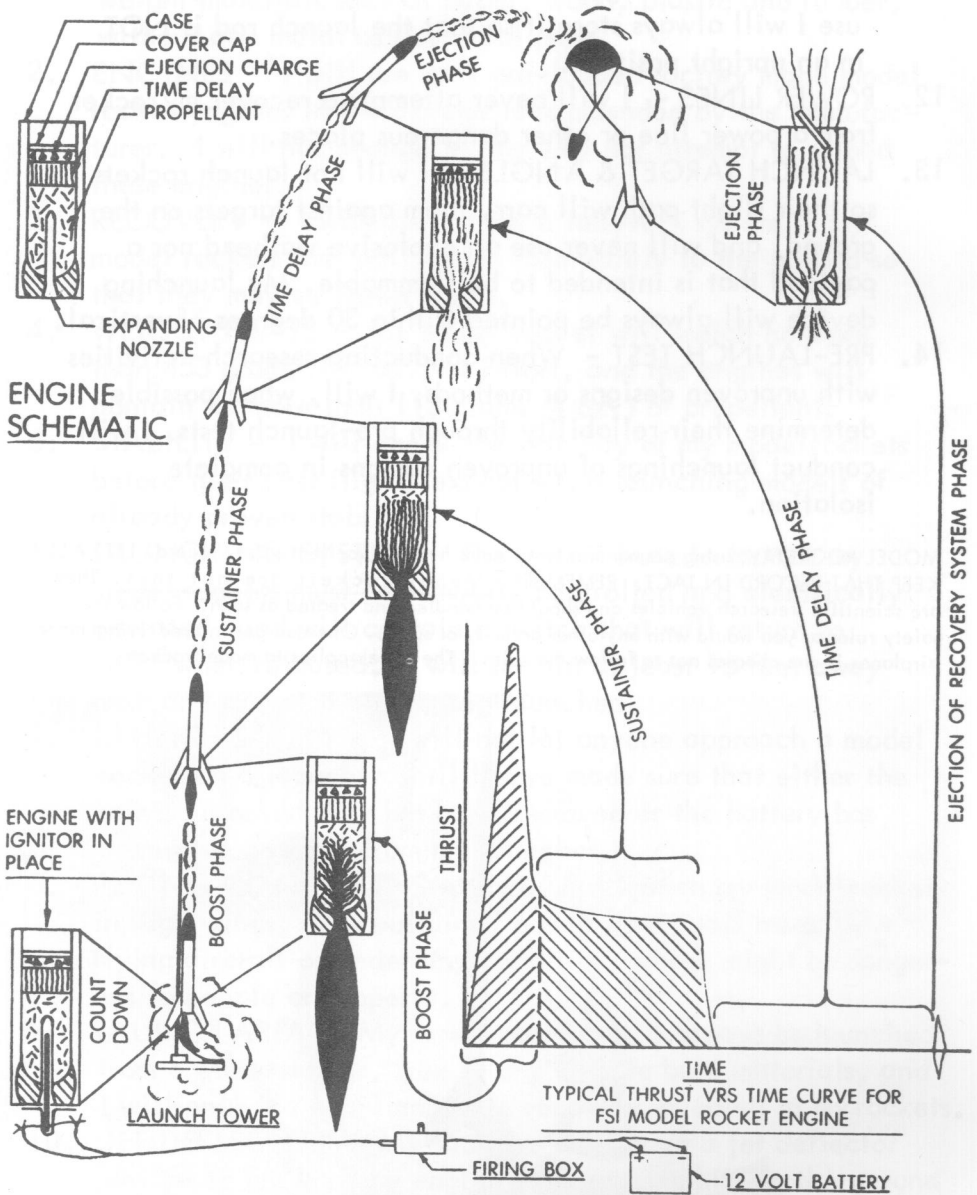 CASE
COVER CAP
EJECTION CHARGE
TIME DELAY
PROPELLANT
EXPANDING
NOZZLE
ENGINE
SCHEMATIC
EJECTION
PHASE
TIME DELAY PHASE
SUSTAINER PHASE
BOOST PHASE
EJECTION
PHASE
ENGINE WITH
IGNITOR IN
PLACE
COUNT
DOWN
LAUNCH TOWER
BOOST PHASE
THRUST
SUSTAINER PHASE
TIME DELAY PHASE
EJECTION OF RECOVERY SYSTEM PHASE
TIME
TYPICAL THRUST VRS TIME CURVE FOR
FSI MODEL ROCKET ENGINE
FIRING BOX
12 VOLT BATTERY